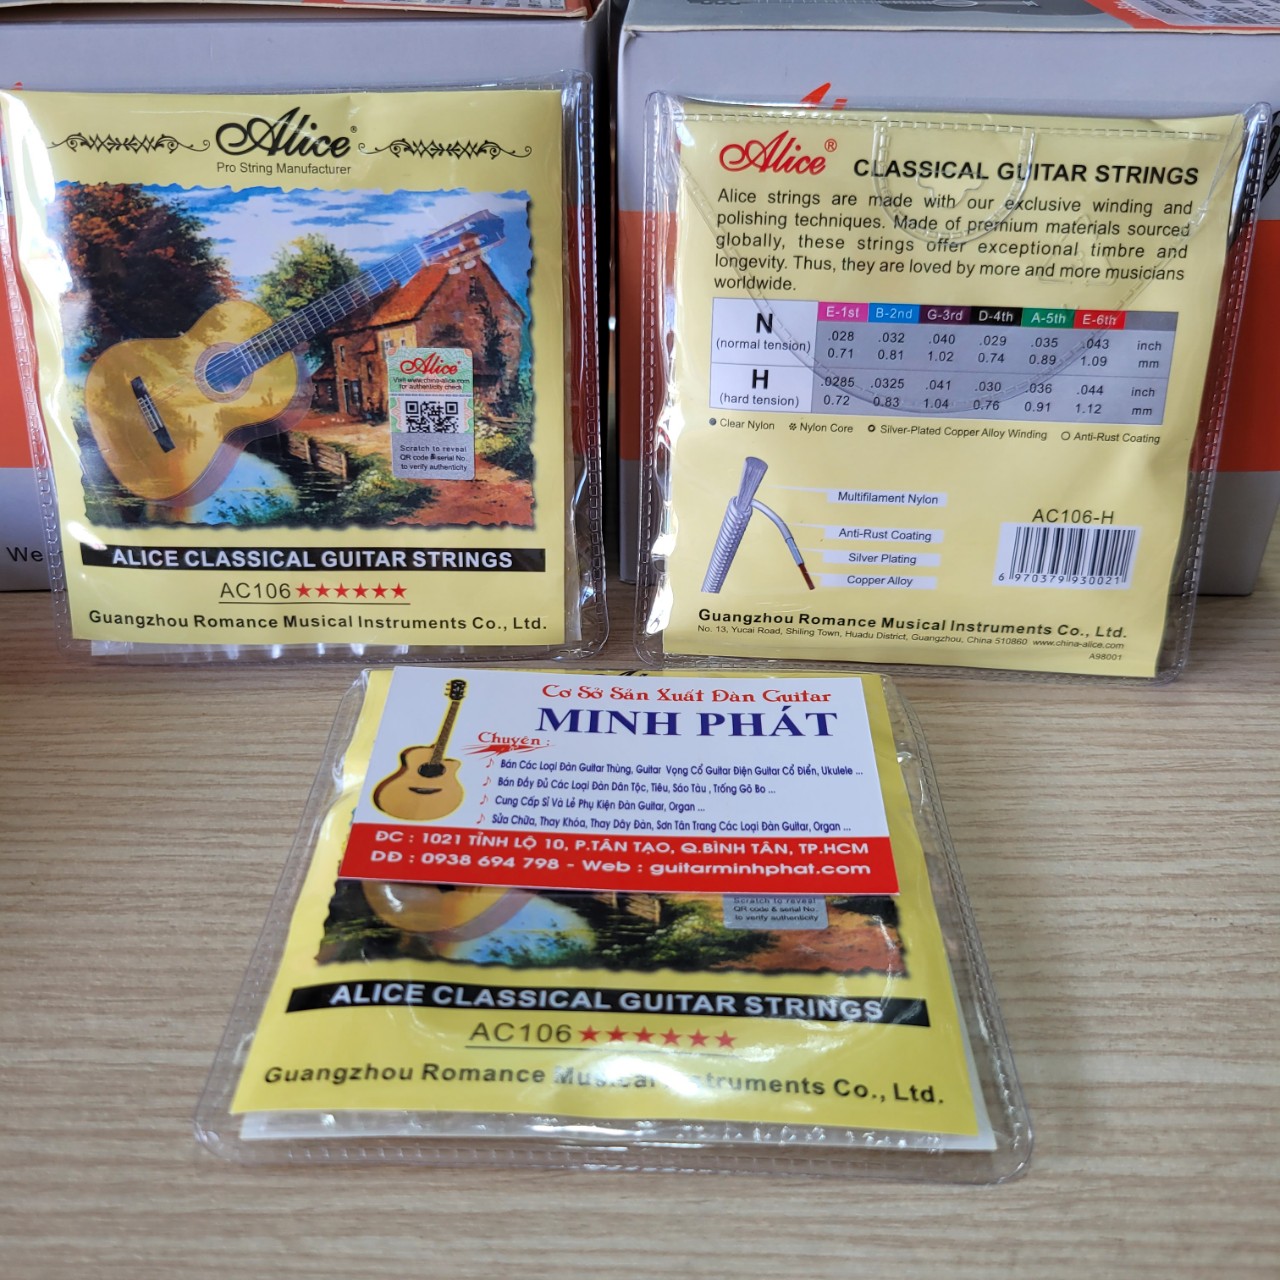 Alice®
Pro String Manufacturer
Alice
Visit www.china-alice.com
for authenticity check
Scratch to reveal
QR code & serial No.
to verify authenticity
ALICE CLASSICAL GUITAR STRINGS
AC106★★★★★★
Guangzhou Romance Musical Instruments Co., Ltd.
We
Alice® CLASSICAL GUITAR STRINGS
Alice strings are made with our exclusive winding and
polishing techniques. Made of premium materials sourced
globally, these strings offer exceptional timbre and
longevity. Thus, they are loved by more and more musicians
worldwide.
E-1st B-2nd G-3rd D-4th A-5th E-6th
N (normal tension)
.028 .032 .040 .029 .035 .043 inch
0.71 0.81 1.02 0.74 0.89 1.09 mm
H (hard tension)
.0285 .0325 .041 .030 .036 .044 inch
0.72 0.83 1.04 0.76 0.91 1.12 mm
Clear Nylon Nylon Core Silver-Plated Copper Alloy Winding Anti-Rust Coating
Multifilament Nylon
Anti-Rust Coating
Silver Plating
Copper Alloy
AC106-H
6 970379 930021
Guangzhou Romance Musical Instruments Co., Ltd.
No. 13, Yucai Road, Shiling Town, Huadu District, Guangzhou, China 510860 www.china-alice.com
A98001
Cơ Sở Sản Xuất Đàn Guitar
MINH PHÁT
Chuyên :
Bán Các Loại Đàn Guitar Thùng, Guitar Vọng Cổ Guitar Điện Guitar Cổ Điển, Ukulele ...
Bán Đầy Đủ Các Loại Đàn Dân Tộc, Tiêu, Sáo Tàu , Trống Gỗ Bo ...
Cung Cấp Sỉ Và Lẻ Phụ Kiện Đàn Guitar, Organ ...
Sửa Chữa, Thay Khóa, Thay Dây Đàn, Sơn Tân Trang Các Loại Đàn Guitar, Organ ...
ĐC : 1021 TỈNH LỘ 10, P.TÂN TẠO, Q.BÌNH TÂN, TP.HCM
DĐ : 0938 694 798 - Web : guitarminhphat.com
Scratch to reveal
QR code & serial No.
to verify authenticity
ALICE CLASSICAL GUITAR STRINGS
AC106★★★★★★
Guangzhou Romance Musical Instruments Co., Ltd.